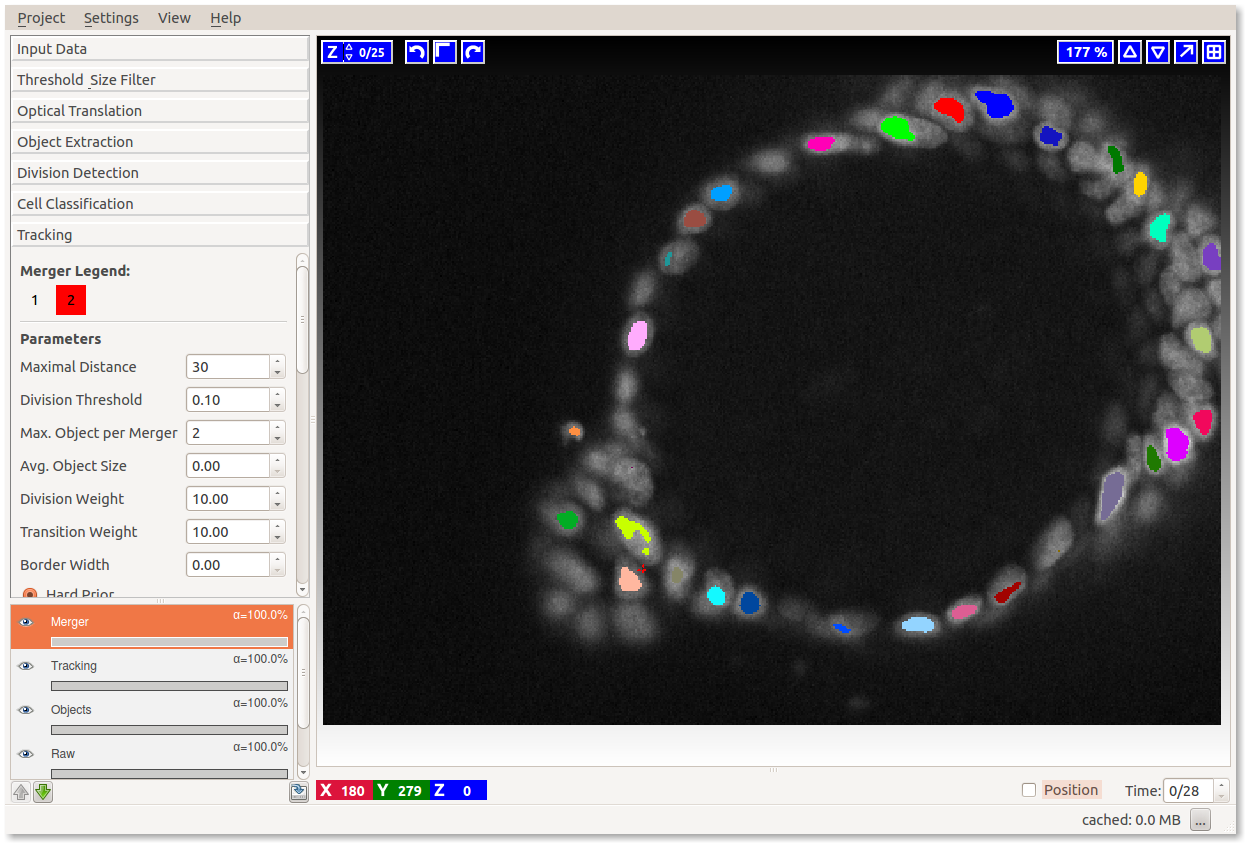 Project Settings View Help
Input Data
Threshold_Size Filter
Optical Translation
Object Extraction
Division Detection
Cell Classification
Tracking
Merger Legend:
1 2
Parameters
Maximal Distance 30
Division Threshold 0.10
Max. Object per Merger 2
Avg. Object Size 0.00
Division Weight 10.00
Transition Weight 10.00
Border Width 0.00
Hard Prior
Merger α=100.0%
Tracking α=100.0%
Objects α=100.0%
Raw α=100.0%
Z 0/25
177 %
X 180 Y 279 Z 0
Position Time: 0/28
cached: 0.0 MB ...